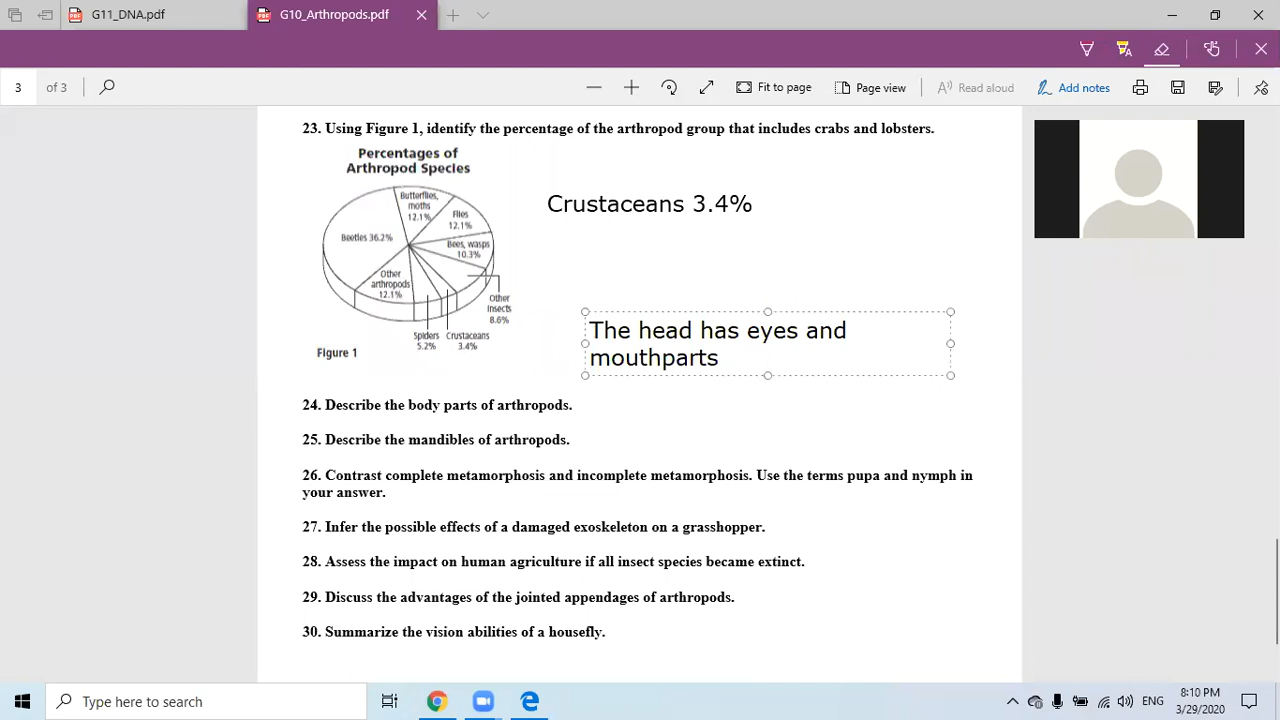 G11_DNA.pdf
G10_Arthropods.pdf
3 of 3
Fit to page
Page view
Read aloud
Add notes
23. Using Figure 1, identify the percentage of the arthropod group that includes crabs and lobsters.
Percentages of
Arthropod Species
Butterflies,
moths
12.1%
Flies
12.1%
Beetles 36.2%
Bees, wasps
10.3%
Other
arthropods
12.1%
Other
insects
8.6%
Spiders
5.2%
Crustaceans
3.4%
Figure 1
Crustaceans 3.4%
The head has eyes and
mouthparts
24. Describe the body parts of arthropods.
25. Describe the mandibles of arthropods.
26. Contrast complete metamorphosis and incomplete metamorphosis. Use the terms pupa and nymph in
your answer.
27. Infer the possible effects of a damaged exoskeleton on a grasshopper.
28. Assess the impact on human agriculture if all insect species became extinct.
29. Discuss the advantages of the jointed appendages of arthropods.
30. Summarize the vision abilities of a housefly.
Type here to search
ENG
8:10 PM
3/29/2020